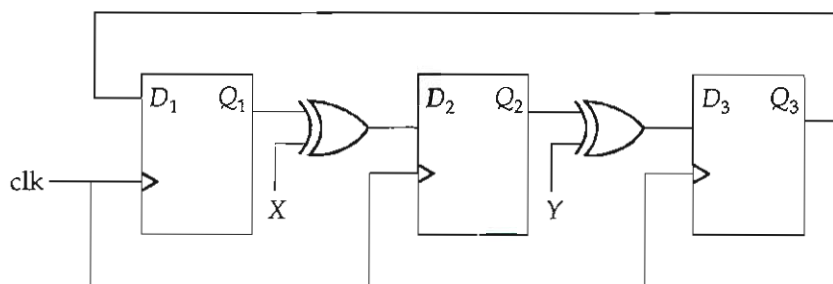 D₁ Q₁
D₂ Q₂
D₃ Q₃
clk
X
Y